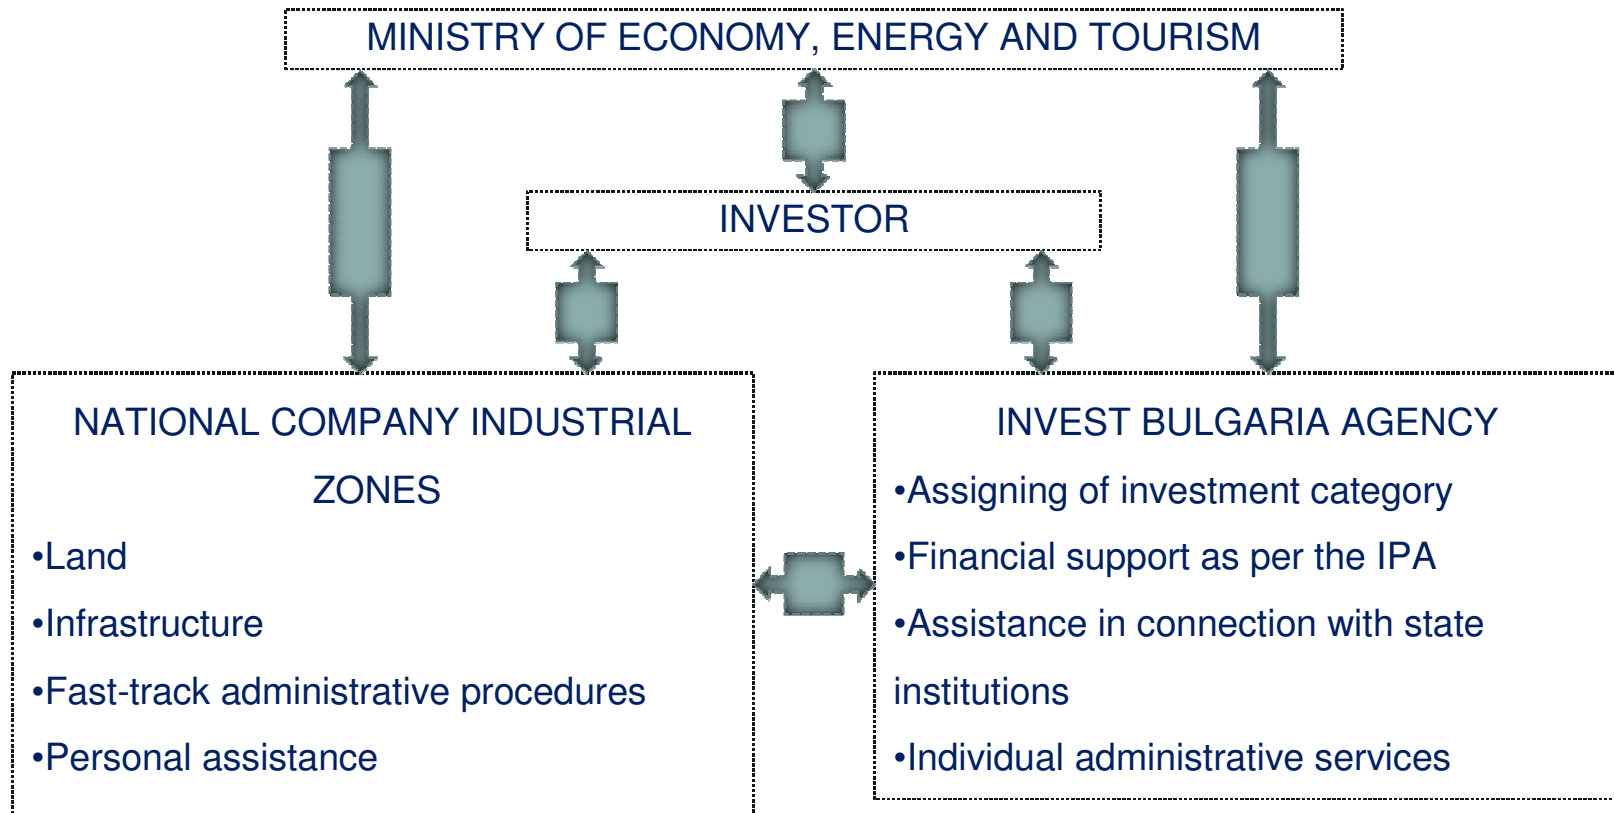 MINISTRY OF ECONOMY, ENERGY AND TOURISM
INVESTOR
NATIONAL COMPANY INDUSTRIAL
ZONES
•Land
•Infrastructure
•Fast-track administrative procedures
•Personal assistance
INVEST BULGARIA AGENCY
•Assigning of investment category
•Financial support as per the IPA
•Assistance in connection with state
institutions
•Individual administrative services